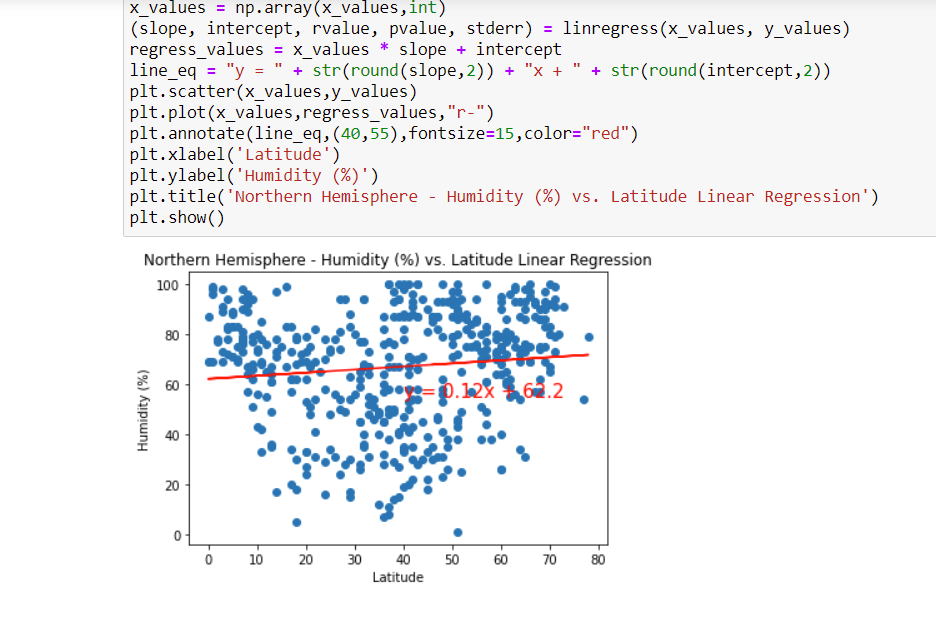 x_values = np.array(x_values,int)
(slope, intercept, rvalue, pvalue, stderr) = linregress(x_values, y_values)
regress_values = x_values * slope + intercept
line_eq = "y = " + str(round(slope,2)) + "x + " + str(round(intercept,2))
plt.scatter(x_values,y_values)
plt.plot(x_values,regress_values,"r-")
plt.annotate(line_eq,(40,55),fontsize=15,color="red")
plt.xlabel('Latitude')
plt.ylabel('Humidity (%)')
plt.title('Northern Hemisphere - Humidity (%) vs. Latitude Linear Regression')
plt.show()
Northern Hemisphere - Humidity (%) vs. Latitude Linear Regression
100
80
60
40
20
0
Humidity (%)
y = 0.12x + 62.2
0 10 20 30 40 50 60 70 80
Latitude